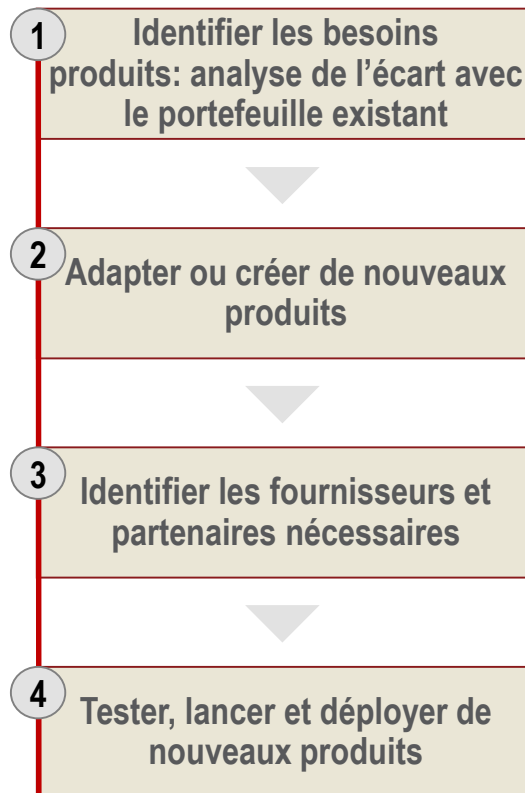 1
Identifier les besoins
produits: analyse de l’écart avec
le portefeuille existant
2
Adapter ou créer de nouveaux
produits
3
Identifier les fournisseurs et
partenaires nécessaires
4
Tester, lancer et déployer de
nouveaux produits